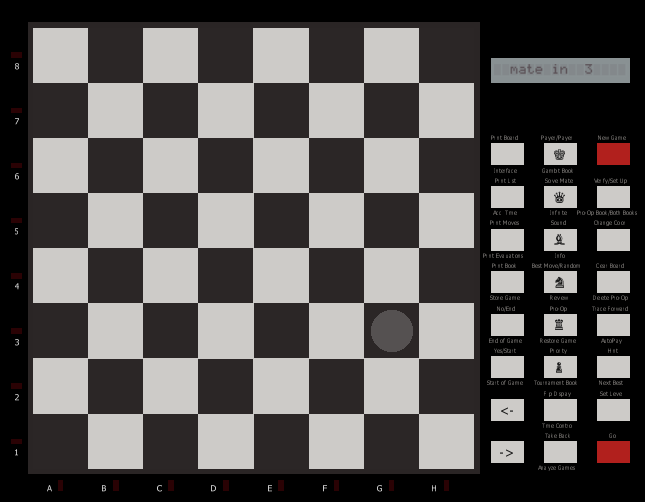 mate in 3
8
7
6
5
4
3
2
1
A B C D E F G H
Print Board Player/Player New Game
Interface Gambit Book
Print List Solve Mate Verify/Set Up
Acc. Time Infinite Pro-Op Book/Both Books
Print Moves Sound Change Color
Print Evaluations Info
Print Book Best Move/Random Clear Board
Store Game Review Delete Pro-Op
No/End Pro-Op Trace Forward
End of Game Restore Game AutoPlay
Yes/Start Priority Hint
Start of Game Tournament Book Next Best
<- Flip Display Set Level
Time Control
-> Take Back Go
Analyze Games